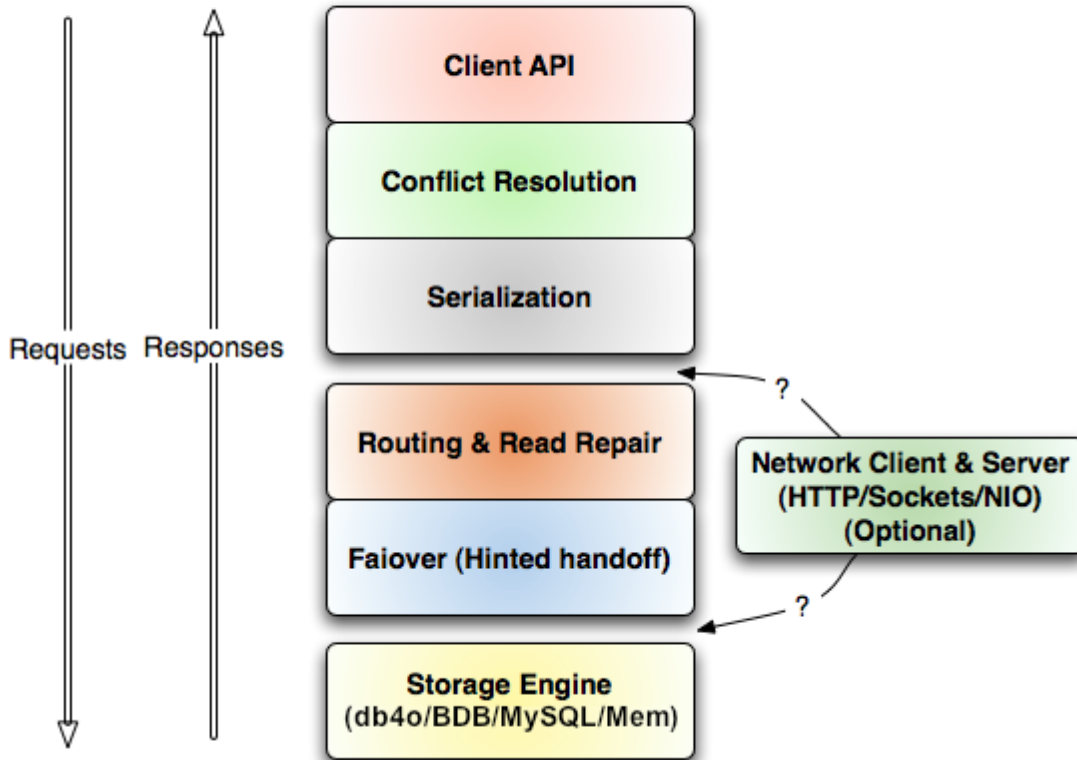 Client API
Conflict Resolution
Serialization
Requests
Responses
?
Routing & Read Repair
Network Client & Server
(HTTP/Sockets/NIO)
(Optional)
Faiover (Hinted handoff)
?
Storage Engine
(db4o/BDB/MySQL/Mem)